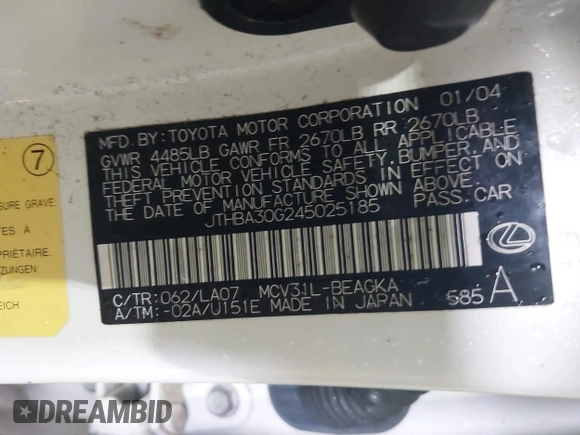 MFD. BY: TOYOTA MOTOR CORPORATION 01/04
GVWR 4485LB GAWR FR 2670LB RR 2670LB
THIS VEHICLE CONFORMS TO ALL APPLICABLE
FEDERAL MOTOR VEHICLE SAFETY, BUMPER, AND
THEFT PREVENTION STANDARDS IN EFFECT ON
THE DATE OF MANUFACTURE SHOWN ABOVE.
JTHBA30G245025185 PASS. CAR
C/TR: 062/LA07 MCV31L-BEAGKA
A/TM: -02A/U151E MADE IN JAPAN 585 A
7
SURE GRAVE.
TES À
PRIÉTAIRE.
TZUNGEN:
EICH
DREAMBID